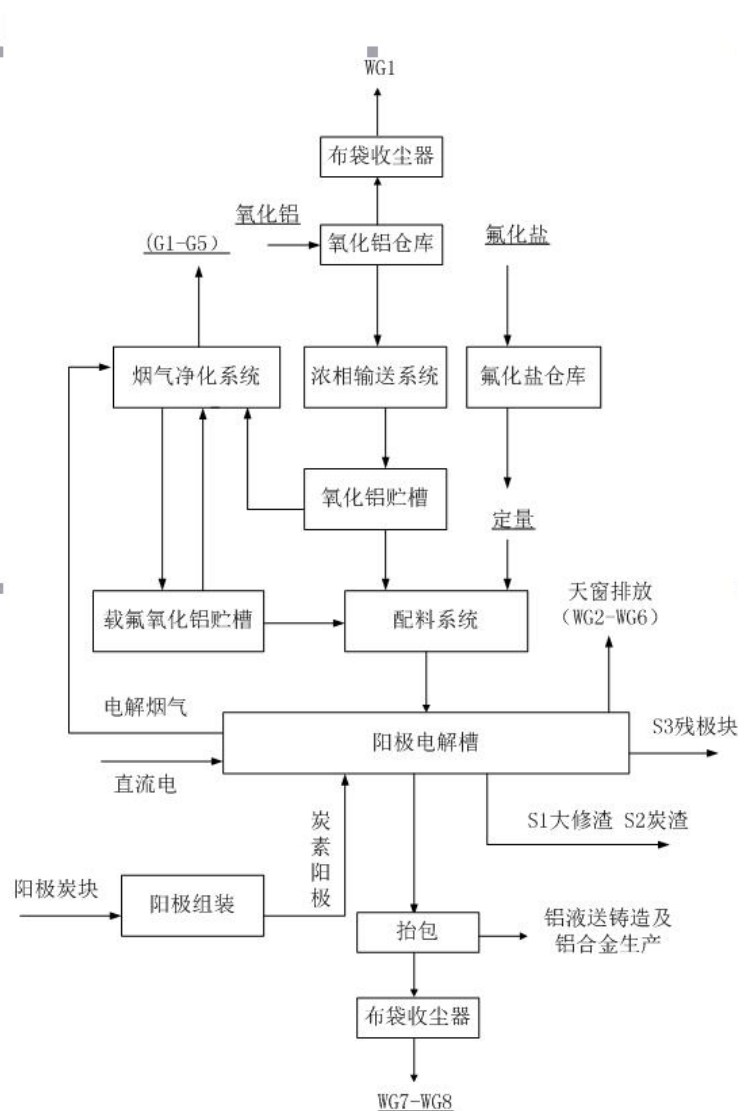 WG1
布袋收尘器
氧化铝
(G1-G5）
氧化铝仓库
氟化盐
烟气净化系统
浓相输送系统
氟化盐仓库
氧化铝贮槽
定量
载氟氧化铝贮槽
配料系统
天窗排放
（WG2-WG6）
电解烟气
阳极电解槽
S3残极块
直流电
炭素阳极
S1大修渣 S2炭渣
阳极炭块
阳极组装
抬包
铝液送铸造及
铝合金生产
布袋收尘器
WG7-WG8